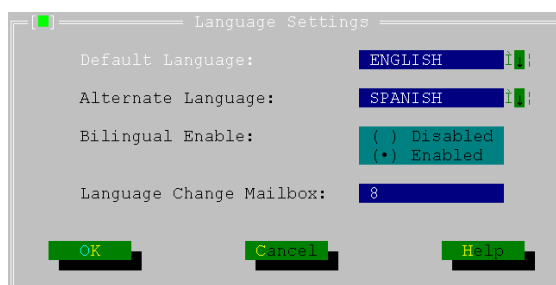 Language Settings
Default Language: ENGLISH
Alternate Language: SPANISH
Bilingual Enable: ( ) Disabled
(•) Enabled
Language Change Mailbox: 8
OK Cancel Help